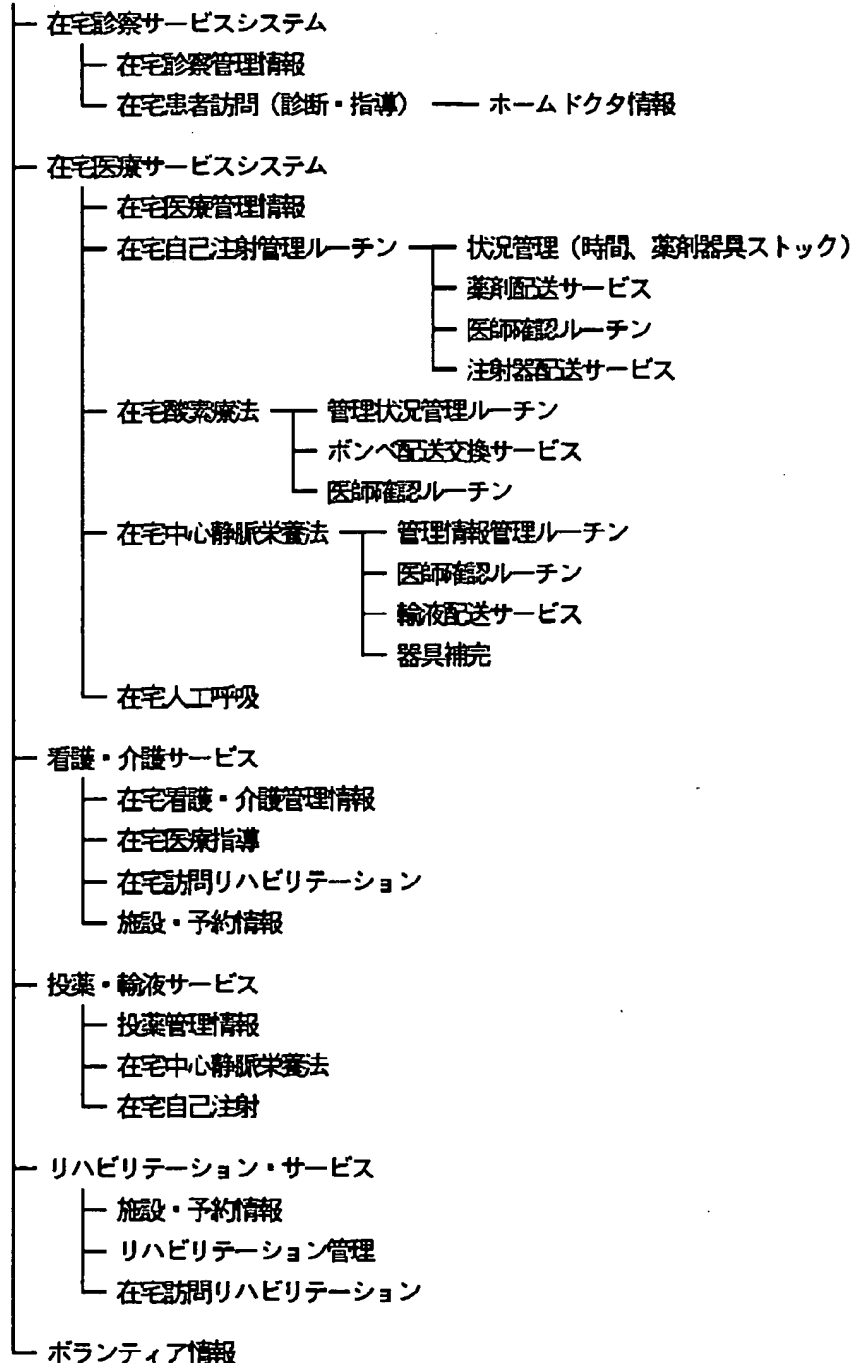 在宅診察サービスシステム
在宅診察管理情報
在宅患者訪問（診断・指導） ホームドクタ情報
在宅医療サービスシステム
在宅医療管理情報
在宅自己注射管理ルーチン 状況管理（時間、薬剤器具ストック）
薬剤配送サービス
医師確認ルーチン
注射器配送サービス
在宅酸素療法 管理状況管理ルーチン
ボンベ配送交換サービス
医師確認ルーチン
在宅中心静脈栄養法 管理情報管理ルーチン
医師確認ルーチン
輸液配送サービス
器具補完
在宅人工呼吸
看護・介護サービス
在宅看護・介護管理情報
在宅医療指導
在宅訪問リハビリテーション
施設・予約情報
投薬・輸液サービス
投薬管理情報
在宅中心静脈栄養法
在宅自己注射
リハビリテーション・サービス
施設・予約情報
リハビリテーション管理
在宅訪問リハビリテーション
ボランティア情報